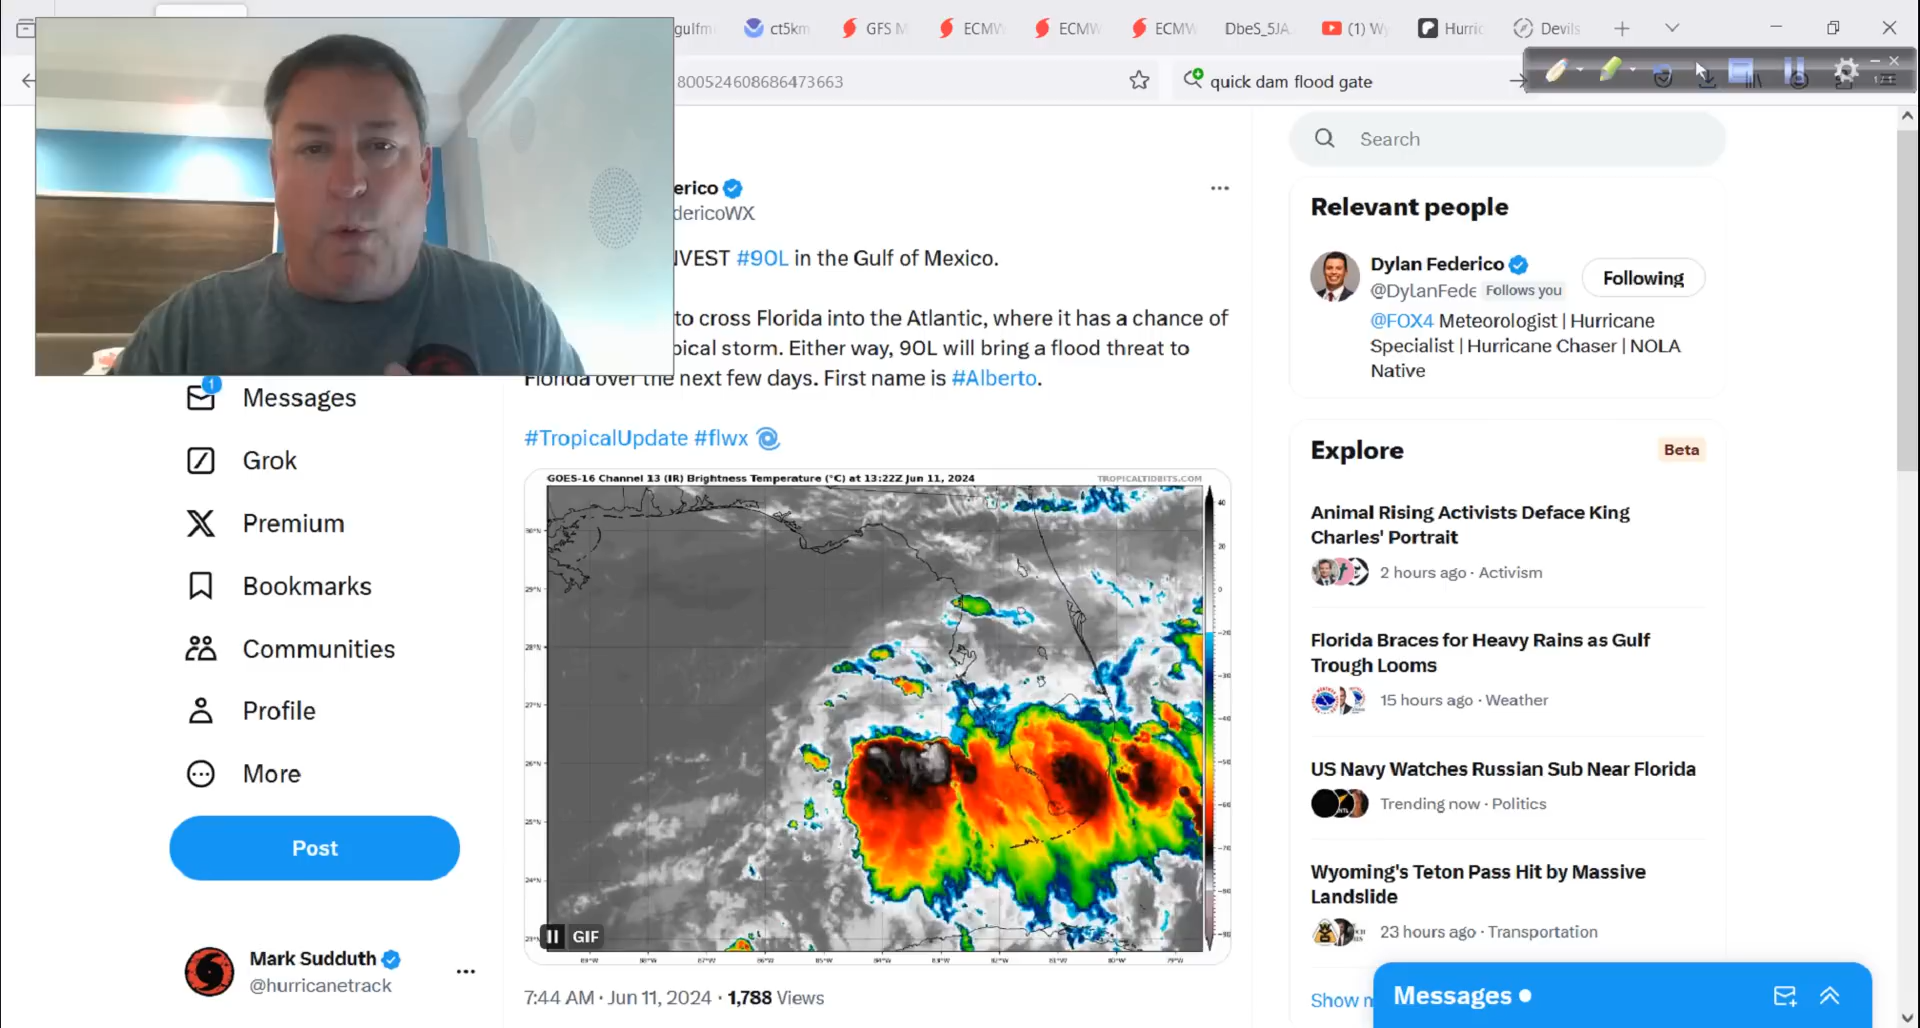 gulfm
ct5km
GFS M
ECMW
ECMW
ECMW
DbeS_5JA
(1) Wy
Hurric
Devils
800524608686473663
quick dam flood gate
erico
dericoWX
NVEST #90L in the Gulf of Mexico.
to cross Florida into the Atlantic, where it has a chance of
pical storm. Either way, 90L will bring a flood threat to
Florida over the next few days. First name is #Alberto.
#TropicalUpdate #flwx
GOES-16 Channel 13 (IR) Brightness Temperature (°C) at 13:22Z Jun 11, 2024
TROPICALTIDBITS.COM
GIF
7:44 AM · Jun 11, 2024 · 1,788 Views
1
Messages
Grok
Premium
Bookmarks
Communities
Profile
More
Post
Mark Sudduth
@hurricanetrack
Search
Relevant people
Dylan Federico
@DylanFede Follows you
Following
@FOX4 Meteorologist | Hurricane
Specialist | Hurricane Chaser | NOLA
Native
Explore
Beta
Animal Rising Activists Deface King
Charles' Portrait
2 hours ago · Activism
Florida Braces for Heavy Rains as Gulf
Trough Looms
15 hours ago · Weather
US Navy Watches Russian Sub Near Florida
Trending now · Politics
Wyoming's Teton Pass Hit by Massive
Landslide
23 hours ago · Transportation
Show m
Messages